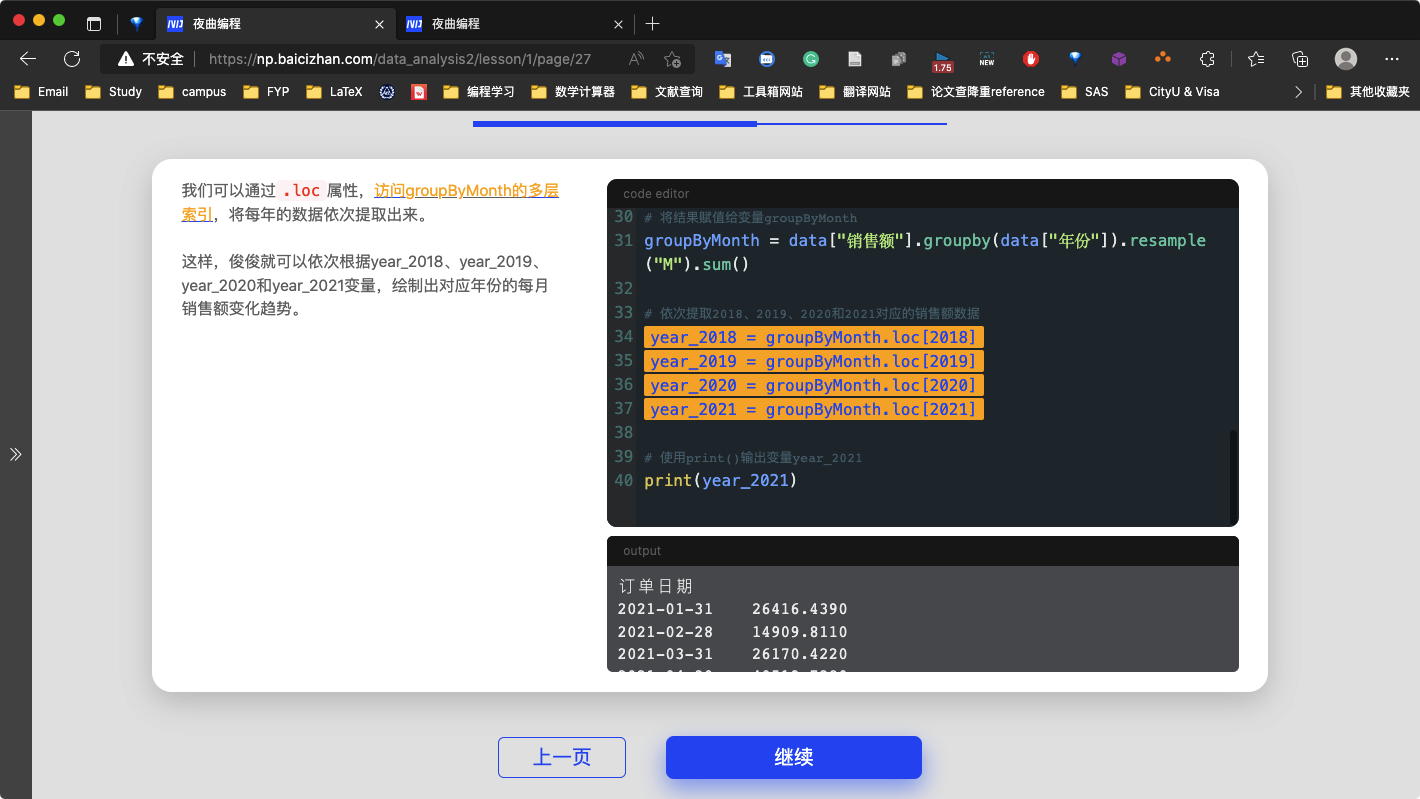 夜曲编程
夜曲编程
不安全
https://np.baicizhan.com/data_analysis2/lesson/1/page/27
1.75
NEW
Email
Study
campus
FYP
LaTeX
编程学习
数学计算器
文献查询
工具箱网站
翻译网站
论文查降重reference
SAS
CityU & Visa
其他收藏夹
我们可以通过 .loc 属性，访问groupByMonth的多层
索引，将每年的数据依次提取出来。
这样，俊俊就可以依次根据year_2018、year_2019、
year_2020和year_2021变量，绘制出对应年份的每月
销售额变化趋势。
code editor
30 # 将结果赋值给变量groupByMonth
31 groupByMonth = data["销售额"].groupby(data["年份"]).resample
("M").sum()
32
33 # 依次提取2018、2019、2020和2021对应的销售额数据
34 year_2018 = groupByMonth.loc[2018]
35 year_2019 = groupByMonth.loc[2019]
36 year_2020 = groupByMonth.loc[2020]
37 year_2021 = groupByMonth.loc[2021]
38
39 # 使用print()输出变量year_2021
40 print(year_2021)
output
订单日期
2021-01-31 26416.4390
2021-02-28 14909.8110
2021-03-31 26170.4220
上一页
继续